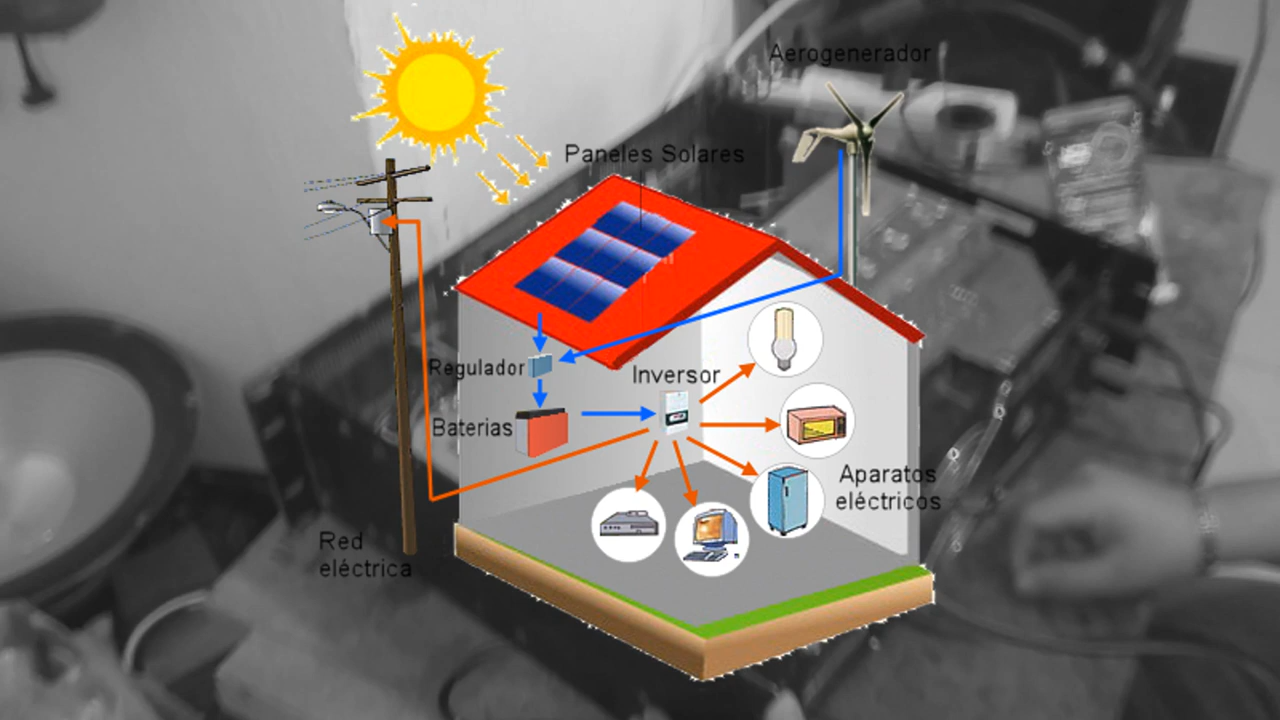 Aerogenerador
Paneles Solares
Regulador
Inversor
Baterias
Aparatos
eléctricos
Red
eléctrica